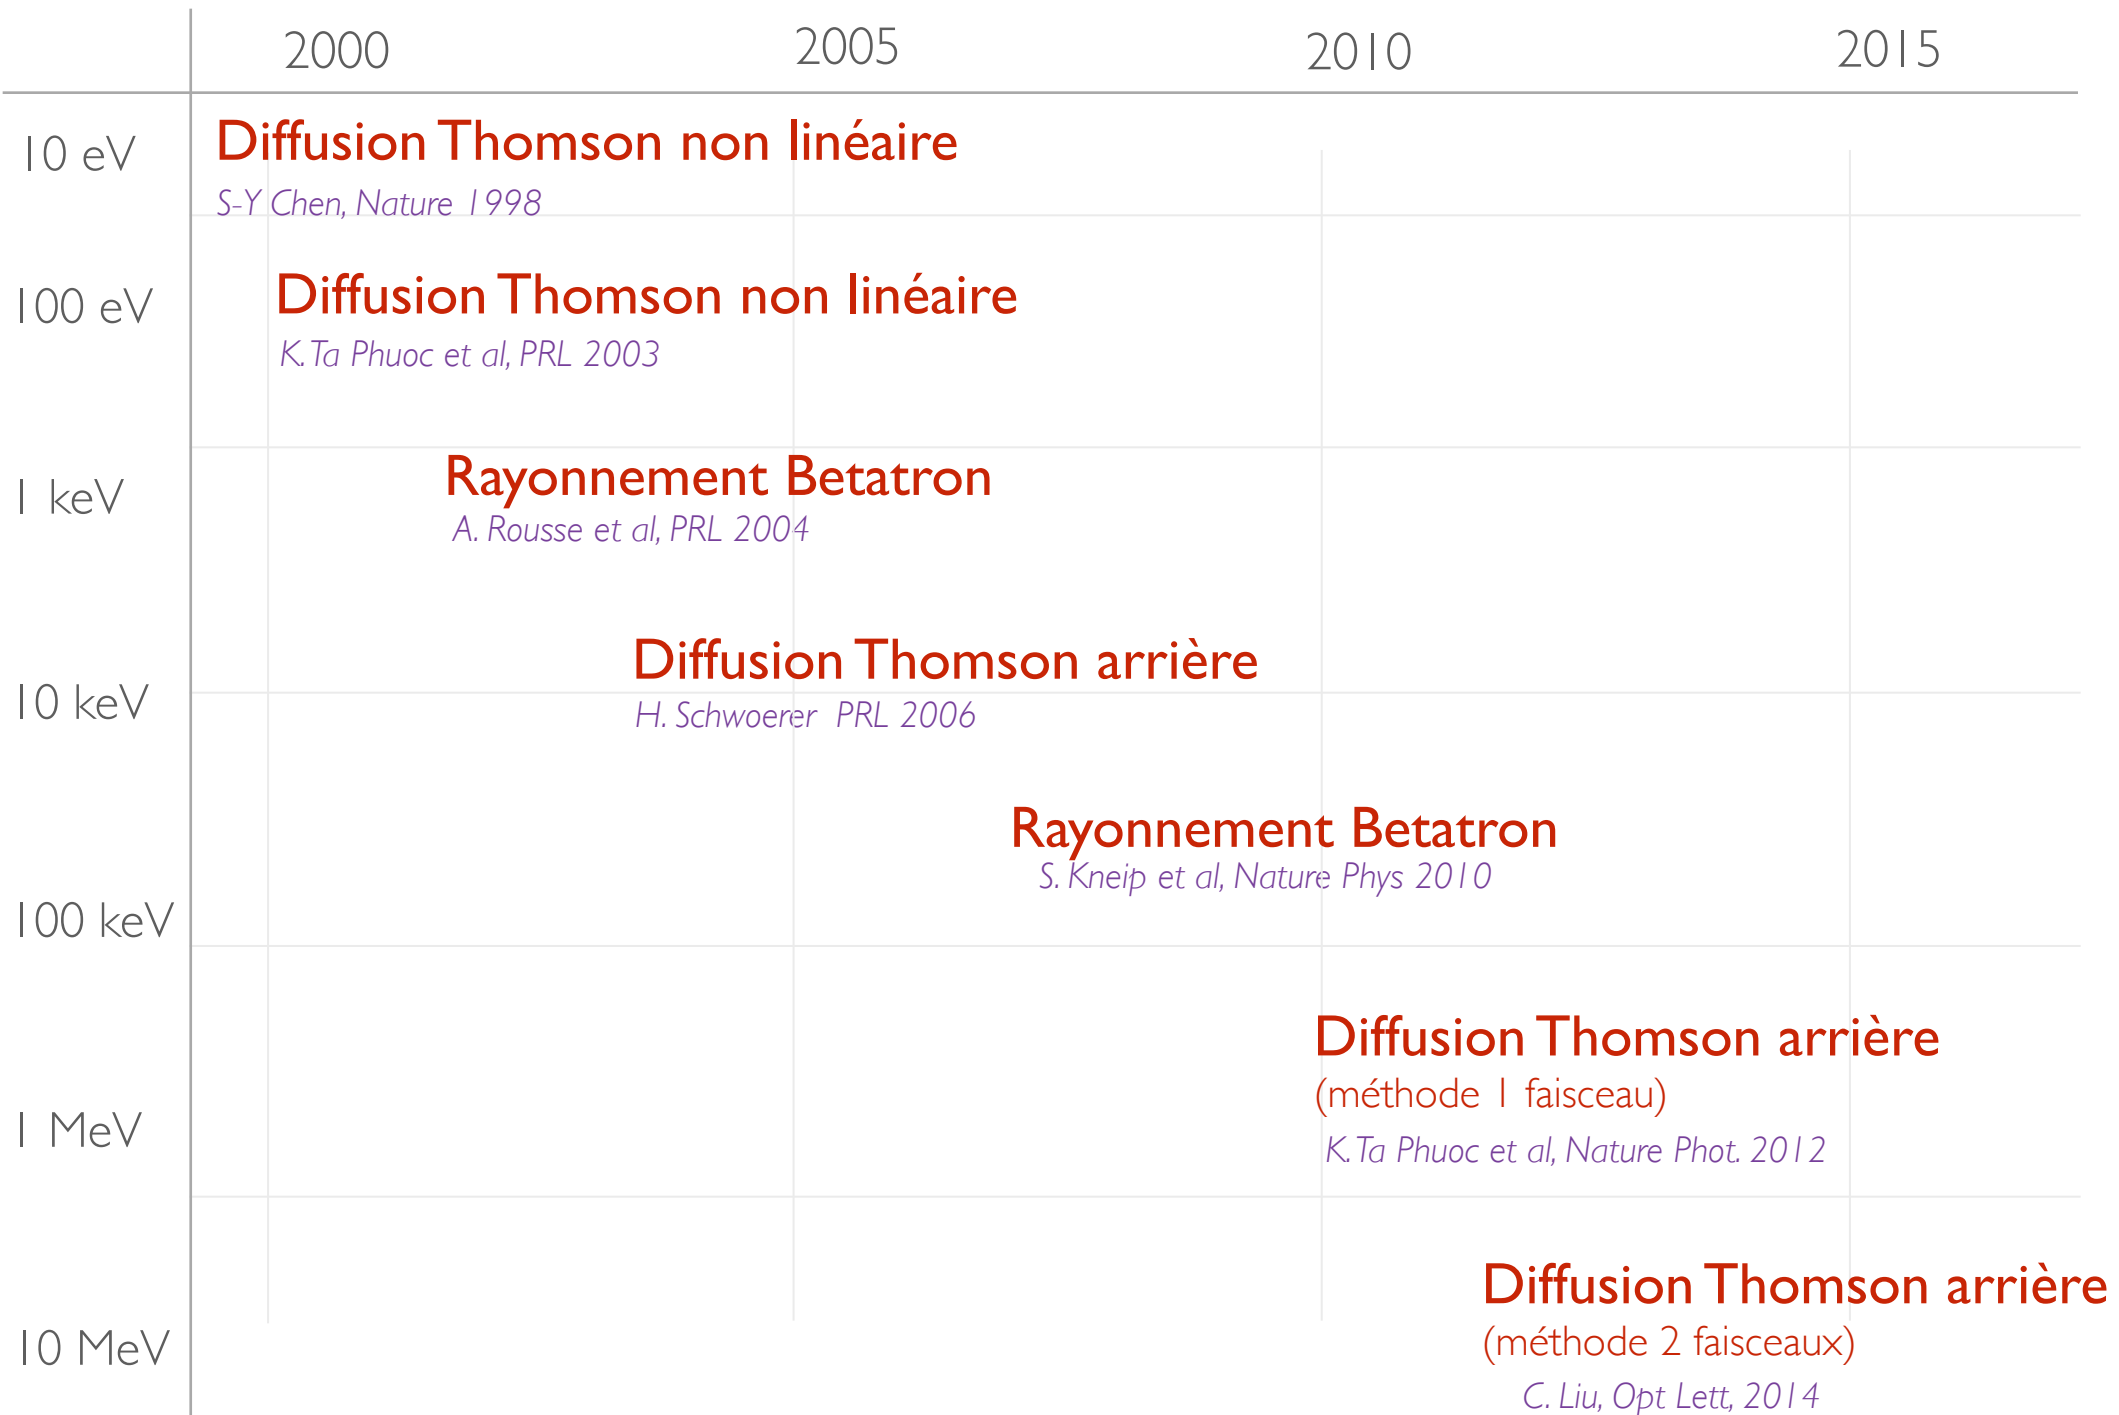 2000 2005 2010 2015
10 eV
Diffusion Thomson non linéaire
S-Y Chen, Nature 1998
100 eV
Diffusion Thomson non linéaire
K. Ta Phuoc et al, PRL 2003
1 keV
Rayonnement Betatron
A. Rousse et al, PRL 2004
10 keV
Diffusion Thomson arrière
H. Schwoerer PRL 2006
Rayonnement Betatron
S. Kneip et al, Nature Phys 2010
100 keV
Diffusion Thomson arrière
(méthode 1 faisceau)
1 MeV
K. Ta Phuoc et al, Nature Phot. 2012
Diffusion Thomson arrière
(méthode 2 faisceaux)
10 MeV
C. Liu, Opt Lett, 2014